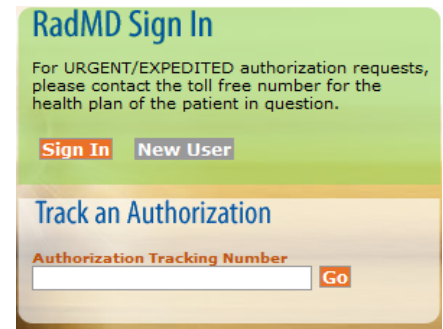 RadMD Sign In
For URGENT/EXPEDITED authorization requests,
please contact the toll free number for the
health plan of the patient in question.
Sign In New User
Track an Authorization
Authorization Tracking Number
Go